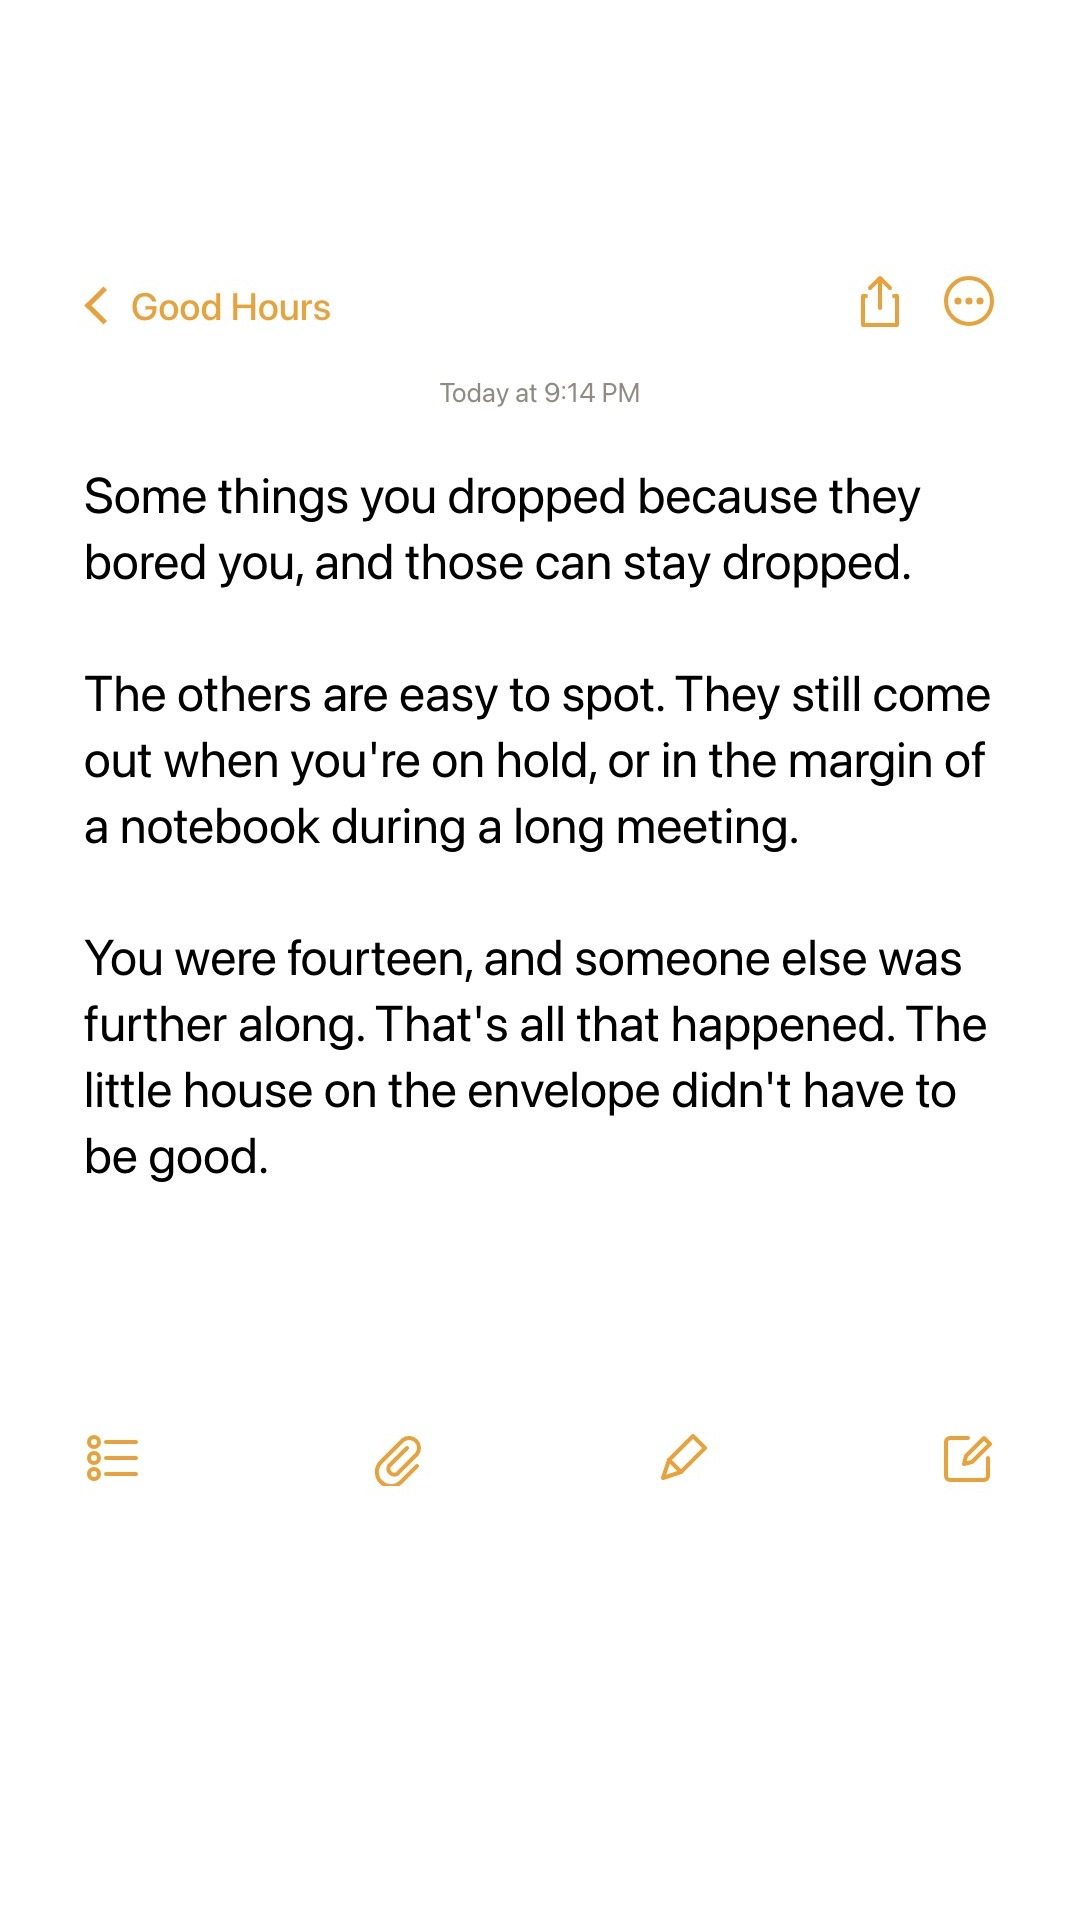 Good Hours
Today at 9:14 PM
Some things you dropped because they
bored you, and those can stay dropped.
The others are easy to spot. They still come
out when you're on hold, or in the margin of
a notebook during a long meeting.
You were fourteen, and someone else was
further along. That's all that happened. The
little house on the envelope didn't have to
be good.